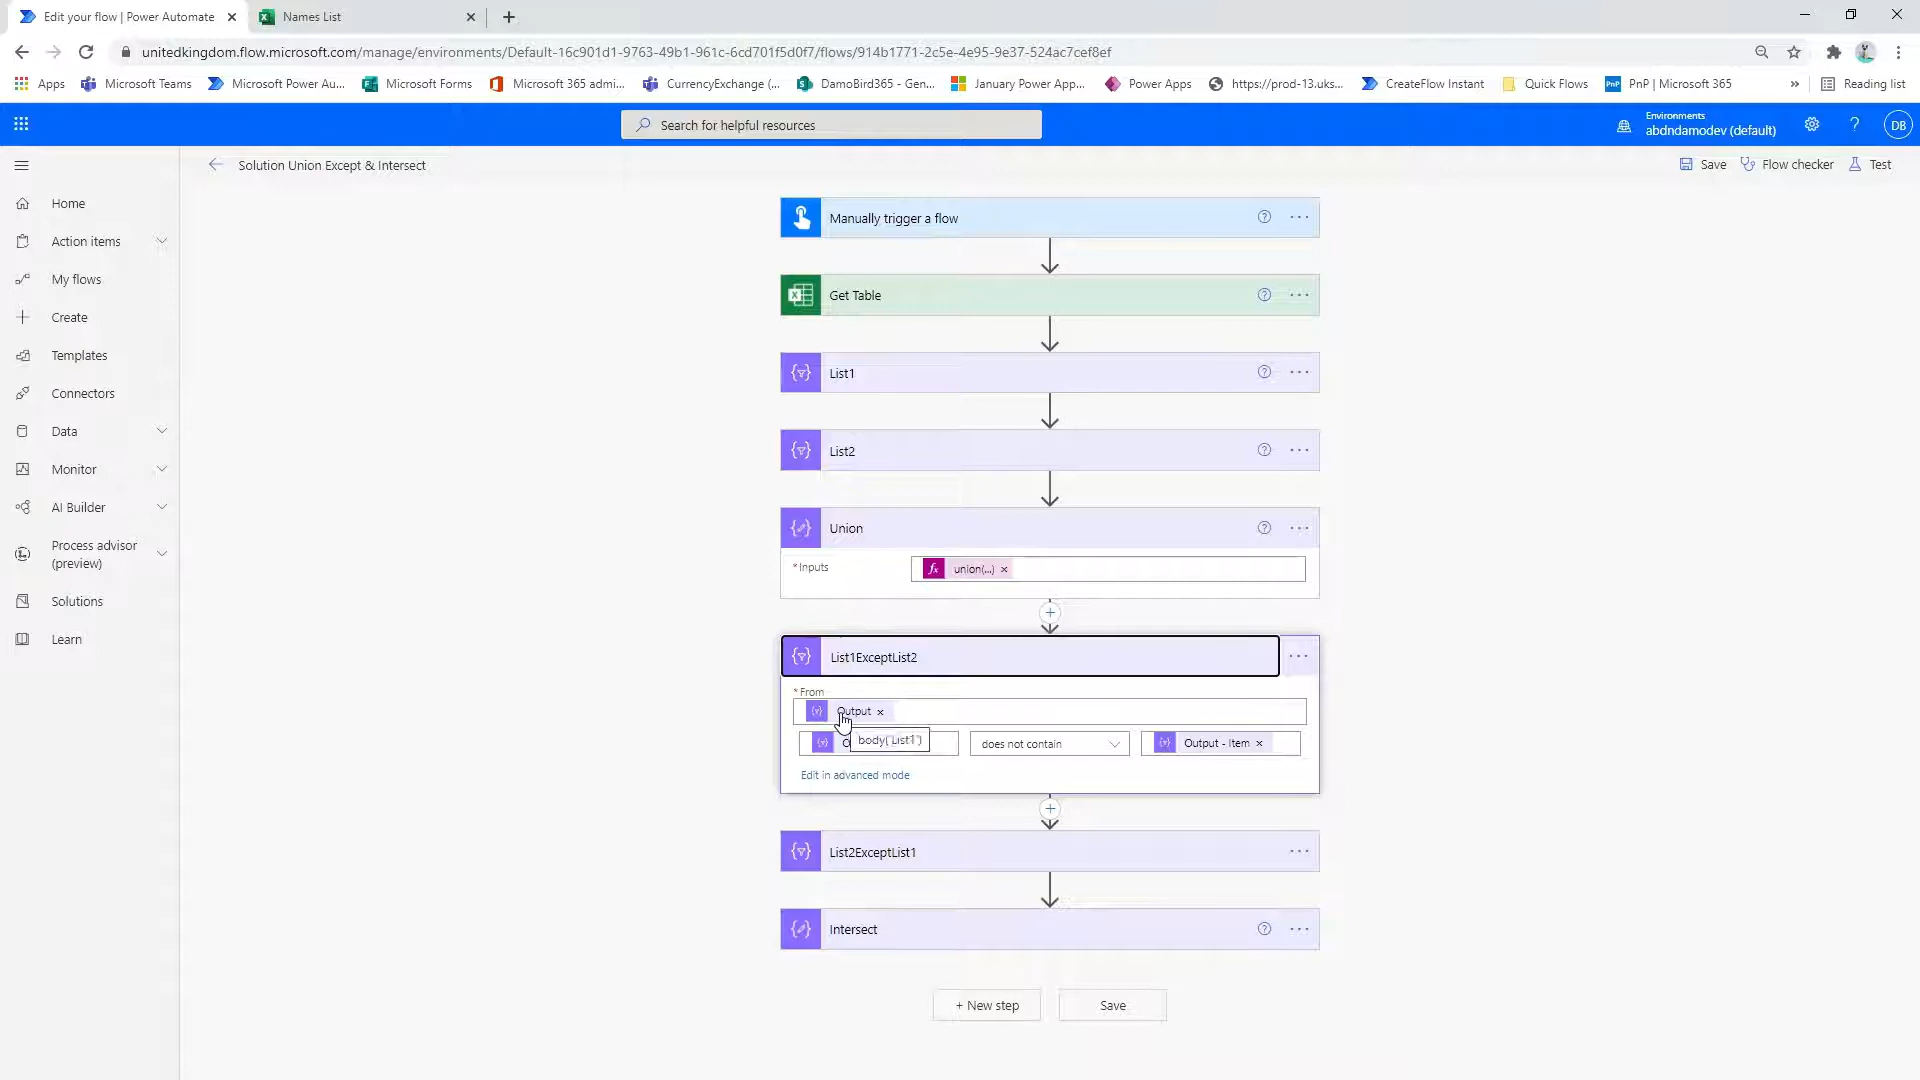 Edit your flow | Power Automate
Names List
unitedkingdom.flow.microsoft.com/manage/environments/Default-16c901d1-9763-49b1-961c-6cd701f5d0f7/flows/914b1771-2c5e-4e95-9e37-524ac7cef8ef
Apps
Microsoft Teams
Microsoft Power Au...
Microsoft Forms
Microsoft 365 admi...
CurrencyExchange (...
DamoBird365 - Gen...
January Power App...
Power Apps
https://prod-13.uks...
CreateFlow Instant
Quick Flows
PnP | Microsoft 365
Reading list
Search for helpful resources
Environments
abdndamodev (default)
DB
Solution Union Except & Intersect
Save
Flow checker
Test
Home
Action items
My flows
Create
Templates
Connectors
Data
Monitor
AI Builder
Process advisor
(preview)
Solutions
Learn
Manually trigger a flow
Get Table
List1
List2
Union
* Inputs
fx union(...)
List1ExceptList2
* From
Output
body('List1')
does not contain
Output - Item
Edit in advanced mode
List2ExceptList1
Intersect
+ New step
Save